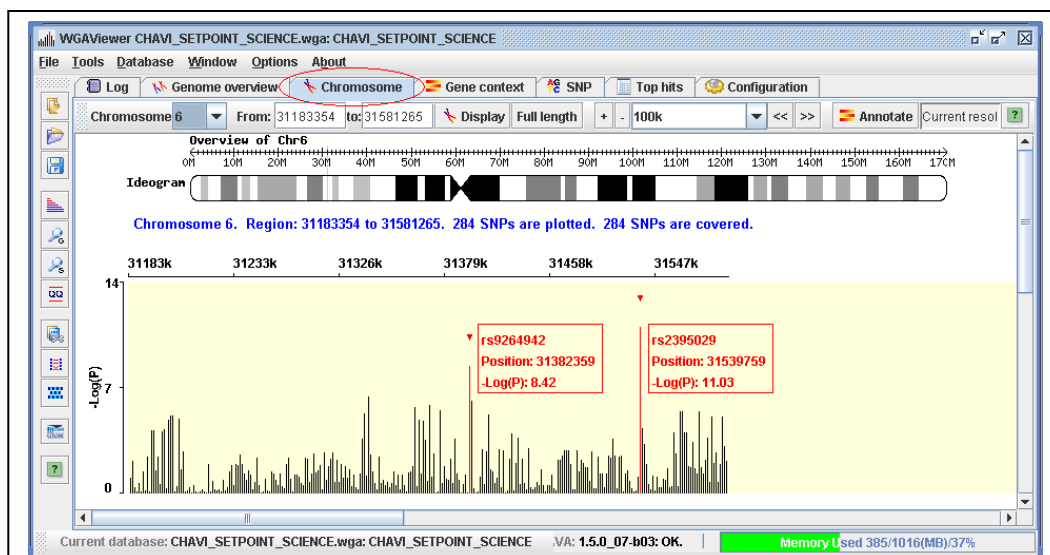 WGAViewer CHAVI_SETPOINT_SCIENCE.wga: CHAVI_SETPOINT_SCIENCE
File Tools Database Window Options About
Log Genome overview Chromosome Gene context SNP Top hits Configuration
Chromosome 6 From: 31183354 to: 31581265 Display Full length + - 100k << >> Annotate Current resol ?
Overview of Chr6
0M 10M 20M 30M 40M 50M 60M 70M 80M 90M 100M 110M 120M 130M 140M 150M 160M 170M
Ideogram
Chromosome 6. Region: 31183354 to 31581265. 284 SNPs are plotted. 284 SNPs are covered.
31183k 31233k 31326k 31379k 31458k 31547k
14
rs9264942
Position: 31382359
-Log(P): 8.42
rs2395029
Position: 31539759
-Log(P): 11.03
-Log(P)
7
0
QQ
?
Current database: CHAVI_SETPOINT_SCIENCE.wga: CHAVI_SETPOINT_SCIENCE .VA: 1.5.0_07-b03: OK. Memory Used 385/1016(MB)/37%